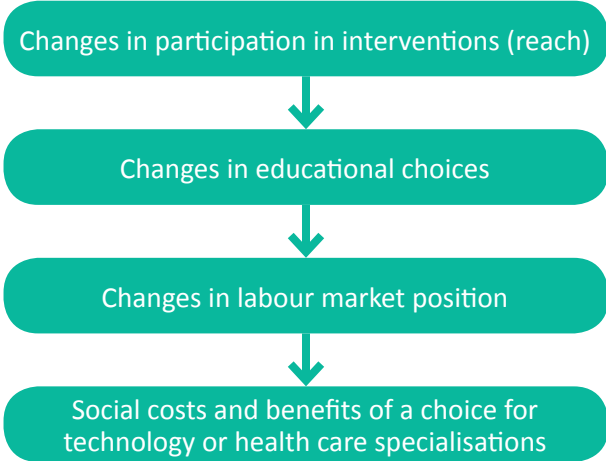 Changes in participation in interventions (reach)
Changes in educational choices
Changes in labour market position
Social costs and benefits of a choice for
technology or health care specialisations